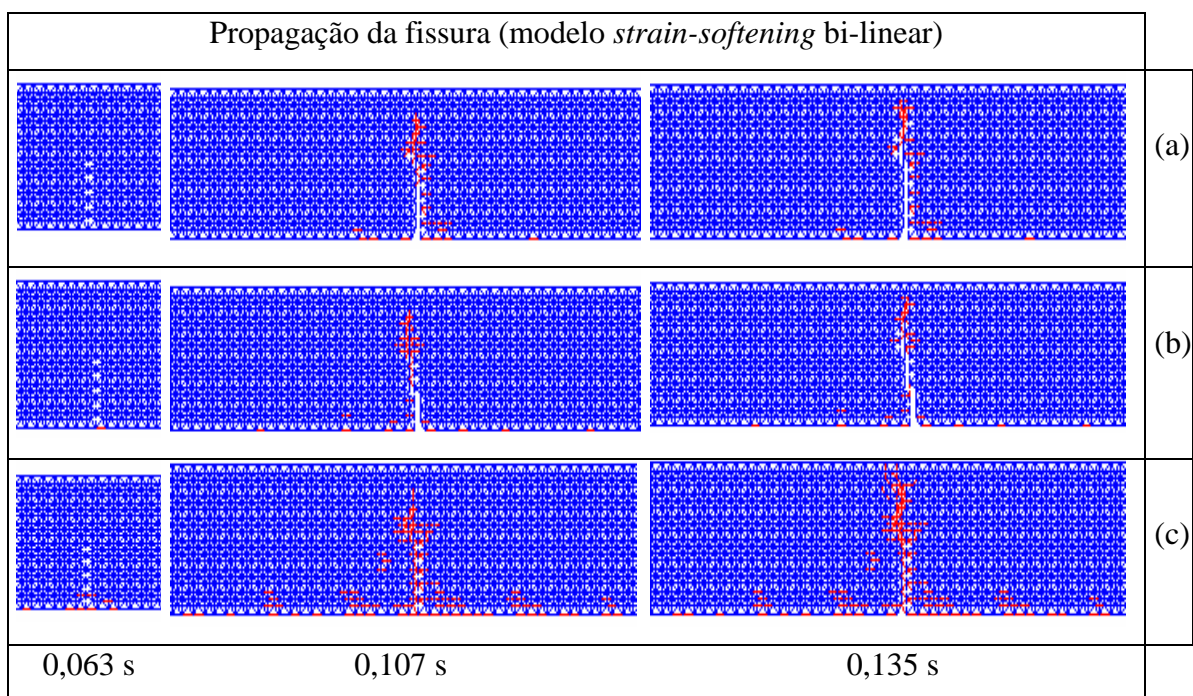 Propagação da fissura (modelo strain-softening bi-linear)
(a)
(b)
(c)
0,063 s 0,107 s 0,135 s